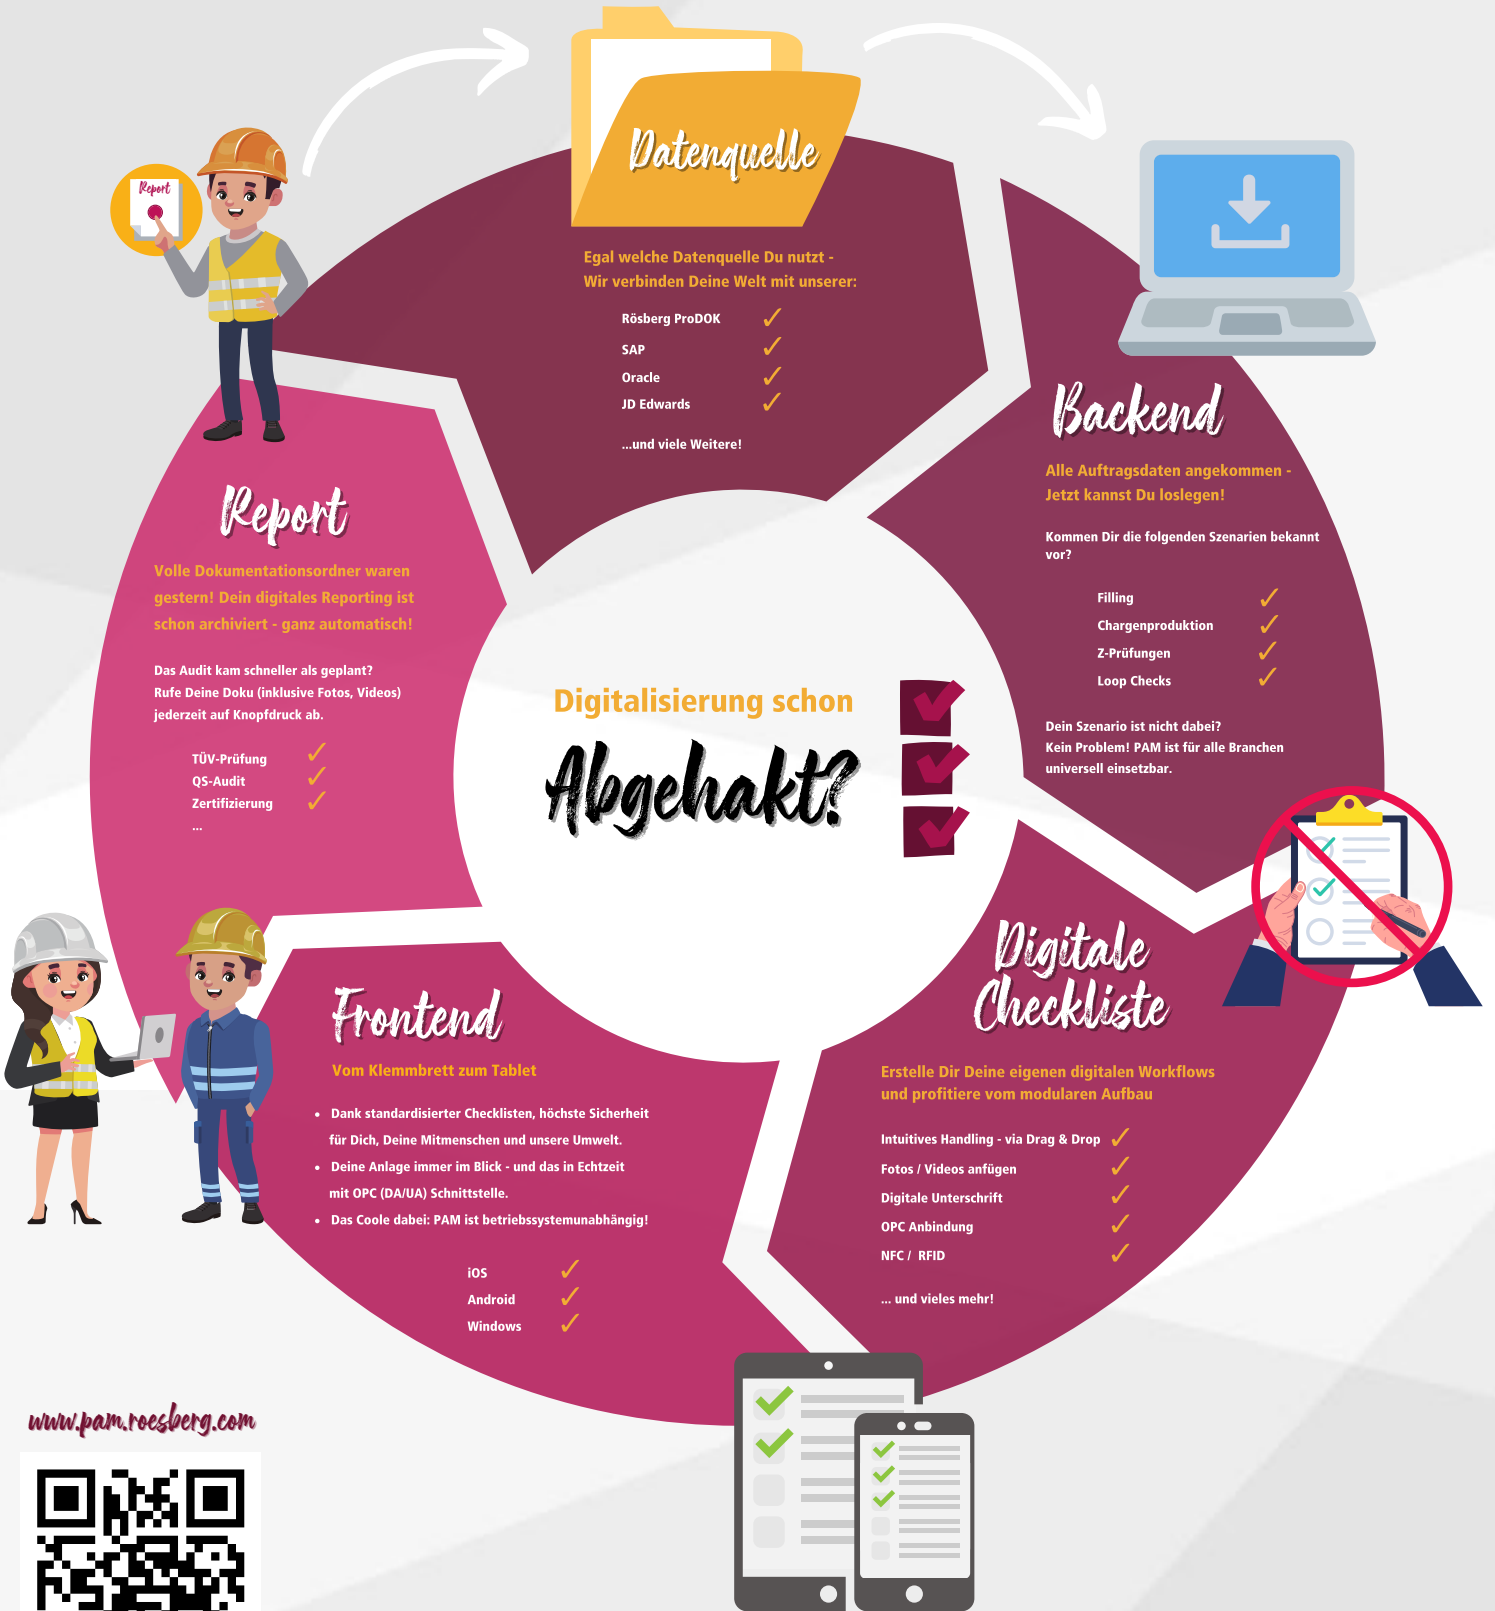 Datenquelle
Egal welche Datenquelle Du nutzt -
Wir verbinden Deine Welt mit unserer:
Rösberg ProDOK
SAP
Oracle
JD Edwards
...und viele Weitere!
Backend
Alle Auftragsdaten angekommen -
Jetzt kannst Du loslegen!
Kommen Dir die folgenden Szenarien bekannt
vor?
Filling
Chargenproduktion
Z-Prüfungen
Loop Checks
Dein Szenario ist nicht dabei?
Kein Problem! PAM ist für alle Branchen
universell einsetzbar.
Digitale
Checkliste
Erstelle Dir Deine eigenen digitalen Workflows
und profitiere vom modularen Aufbau
Intuitives Handling - via Drag & Drop
Fotos / Videos anfügen
Digitale Unterschrift
OPC Anbindung
NFC / RFID
... und vieles mehr!
Frontend
Vom Klemmbrett zum Tablet
• Dank standardisierter Checklisten, höchste Sicherheit
für Dich, Deine Mitmenschen und unsere Umwelt.
• Deine Anlage immer im Blick - und das in Echtzeit
mit OPC (DA/UA) Schnittstelle.
• Das Coole dabei: PAM ist betriebssystemunabhängig!
iOS
Android
Windows
Report
Report
Volle Dokumentationsordner waren
gestern! Dein digitales Reporting ist
schon archiviert - ganz automatisch!
Das Audit kam schneller als geplant?
Rufe Deine Doku (inklusive Fotos, Videos)
jederzeit auf Knopfdruck ab.
TÜV-Prüfung
QS-Audit
Zertifizierung
...
Digitalisierung schon
Abgehakt?
www.pam.roesberg.com